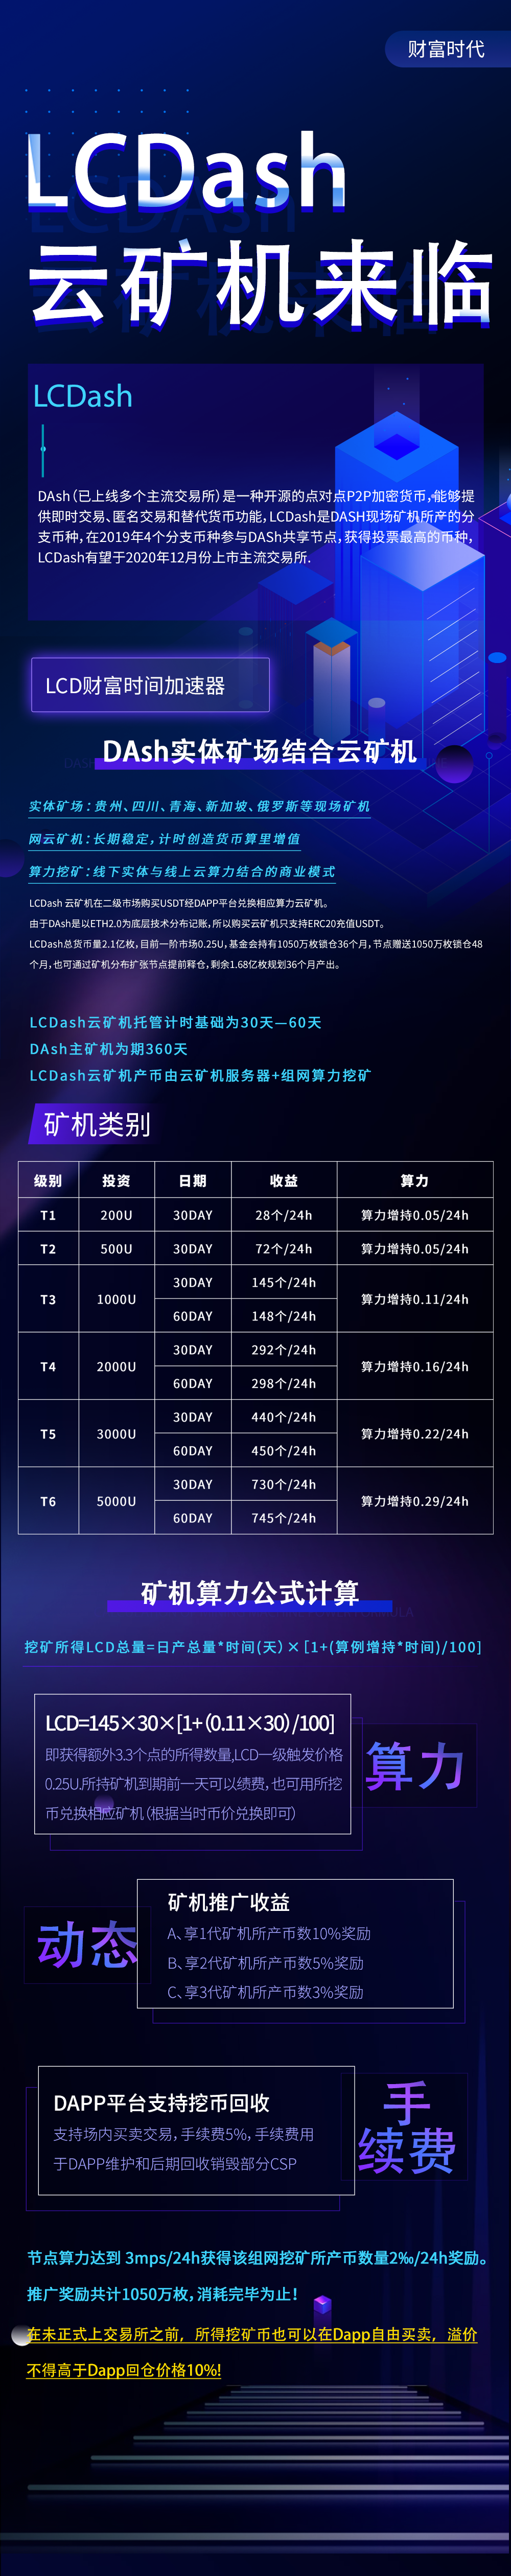 财富时代
LCDash
云矿机来临
LCDash
DAsh（已上线多个主流交易所）是一种开源的点对点P2P加密货币，能够提
供即时交易、匿名交易和替代货币功能，LCDash是DASH现场矿机所产的分
支币种，在2019年4个分支币种参与DASh共享节点，获得投票最高的币种，
LCDash有望于2020年12月份上市主流交易所.
LCD财富时间加速器
DAsh实体矿场结合云矿机
实体矿场：贵州、四川、青海、新加坡、俄罗斯等现场矿机
网云矿机：长期稳定，计时创造货币算里增值
算力挖矿：线下实体与线上云算力结合的商业模式
LCDash 云矿机在二级市场购买USDT经DAPP平台兑换相应算力云矿机。
由于DAsh是以ETH2.0为底层技术分布记账，所以购买云矿机只支持ERC20充值USDT。
LCDash总货币量2.1亿枚，目前一阶市场0.25U，基金会持有1050万枚锁仓36个月，节点赠送1050万枚锁仓48
个月，也可通过矿机分布扩张节点提前释仓，剩余1.68亿枚规划36个月产出。
LCDash云矿机托管计时基础为30天—60天
DAsh主矿机为期360天
LCDash云矿机产币由云矿机服务器+组网算力挖矿
矿机类别
级别 投资 日期 收益 算力
T1 200U 30DAY 28个/24h 算力增持0.05/24h
T2 500U 30DAY 72个/24h 算力增持0.05/24h
T3 1000U 30DAY 145个/24h 算力增持0.11/24h
60DAY 148个/24h
T4 2000U 30DAY 292个/24h 算力增持0.16/24h
60DAY 298个/24h
T5 3000U 30DAY 440个/24h 算力增持0.22/24h
60DAY 450个/24h
T6 5000U 30DAY 730个/24h 算力增持0.29/24h
60DAY 745个/24h
矿机算力公式计算
挖矿所得LCD总量=日产总量*时间(天)×[1+(算例增持*时间)/100]
LCD=145×30×[1+(0.11×30)/100]
即获得额外3.3个点的所得数量,LCD一级触发价格
0.25U.所持矿机到期前一天可以续费，也可用所挖
币兑换相应矿机（根据当时币价兑换即可）
算力
动态
矿机推广收益
A、享1代矿机所产币数10%奖励
B、享2代矿机所产币数5%奖励
C、享3代矿机所产币数3%奖励
DAPP平台支持挖币回收
支持场内买卖交易，手续费5%，手续费用
于DAPP维护和后期回收销毁部分CSP
手
续费
节点算力达到 3mps/24h获得该组网挖矿所产币数量2‰/24h奖励。
推广奖励共计1050万枚，消耗完毕为止！
在未正式上交易所之前，所得挖矿币也可以在Dapp自由买卖，溢价
不得高于Dapp回仓价格10%!